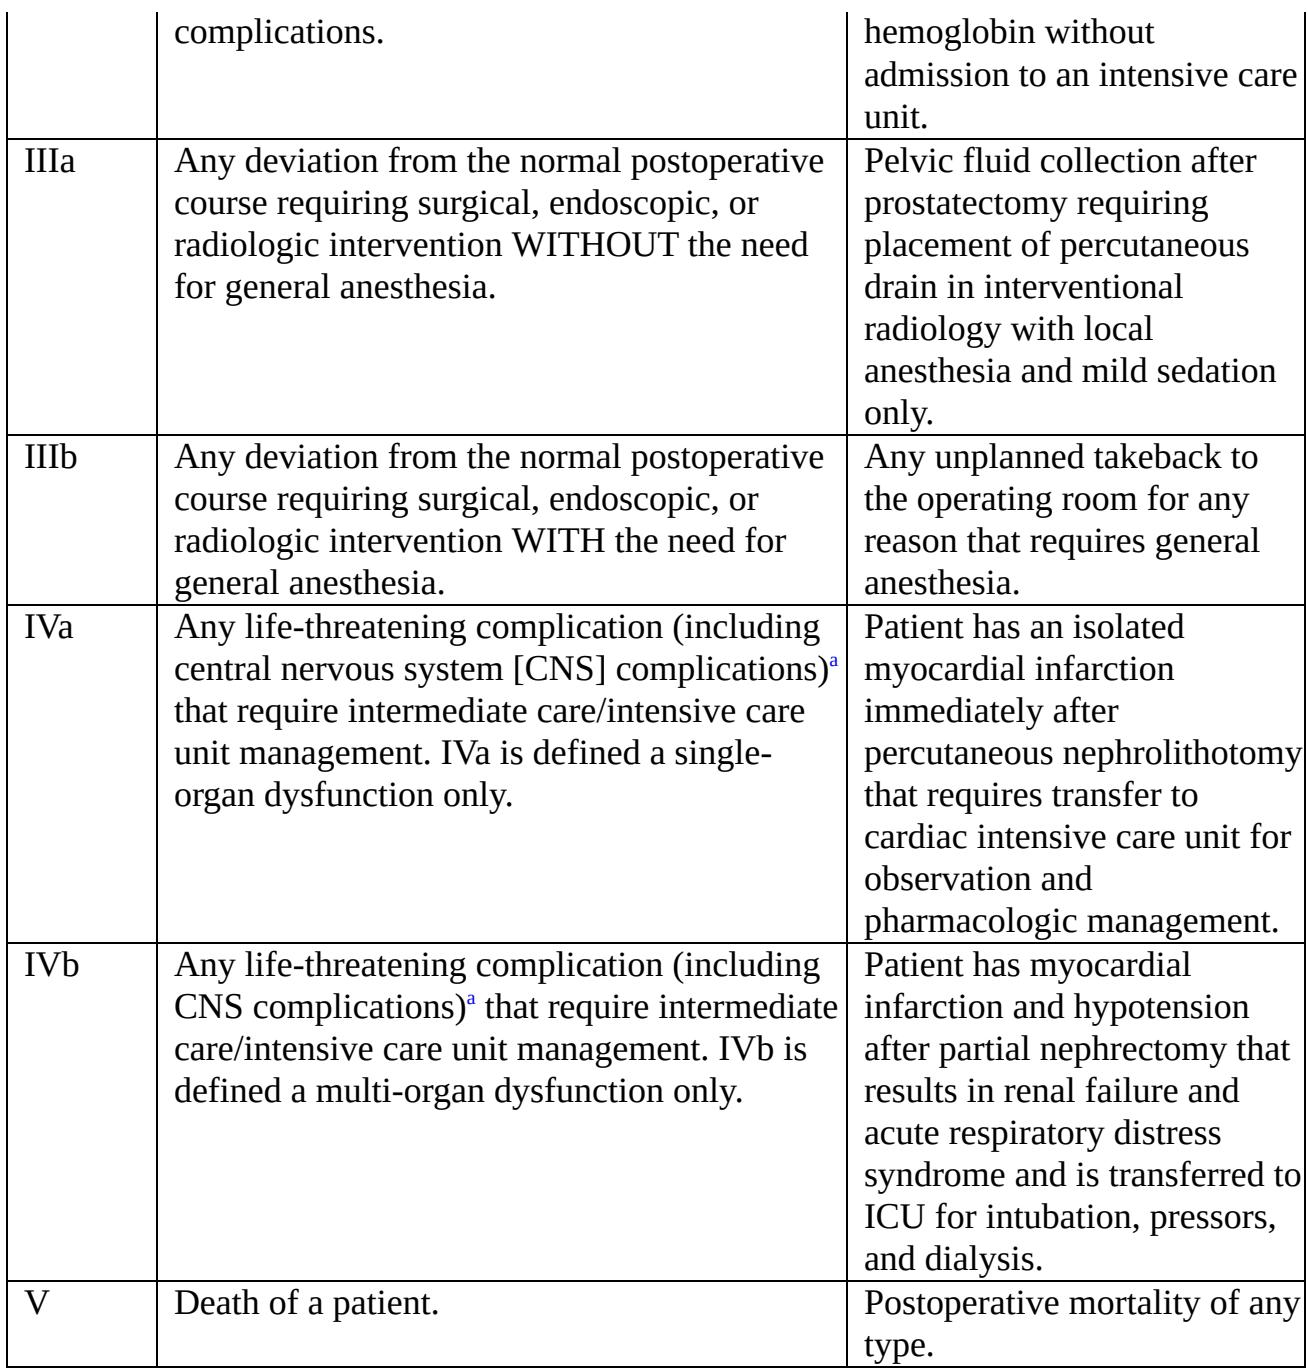 complications.
hemoglobin without
admission to an intensive care
unit.
IIIa
Any deviation from the normal postoperative
course requiring surgical, endoscopic, or
radiologic intervention WITHOUT the need
for general anesthesia.
Pelvic fluid collection after
prostatectomy requiring
placement of percutaneous
drain in interventional
radiology with local
anesthesia and mild sedation
only.
IIIb
Any deviation from the normal postoperative
course requiring surgical, endoscopic, or
radiologic intervention WITH the need for
general anesthesia.
Any unplanned takeback to
the operating room for any
reason that requires general
anesthesia.
IVa
Any life-threatening complication (including
central nervous system [CNS] complications)a
that require intermediate care/intensive care
unit management. IVa is defined a single-
organ dysfunction only.
Patient has an isolated
myocardial infarction
immediately after
percutaneous nephrolithotomy
that requires transfer to
cardiac intensive care unit for
observation and
pharmacologic management.
IVb
Any life-threatening complication (including
CNS complications)a that require intermediate
care/intensive care unit management. IVb is
defined a multi-organ dysfunction only.
Patient has myocardial
infarction and hypotension
after partial nephrectomy that
results in renal failure and
acute respiratory distress
syndrome and is transferred to
ICU for intubation, pressors,
and dialysis.
V
Death of a patient.
Postoperative mortality of any
type.